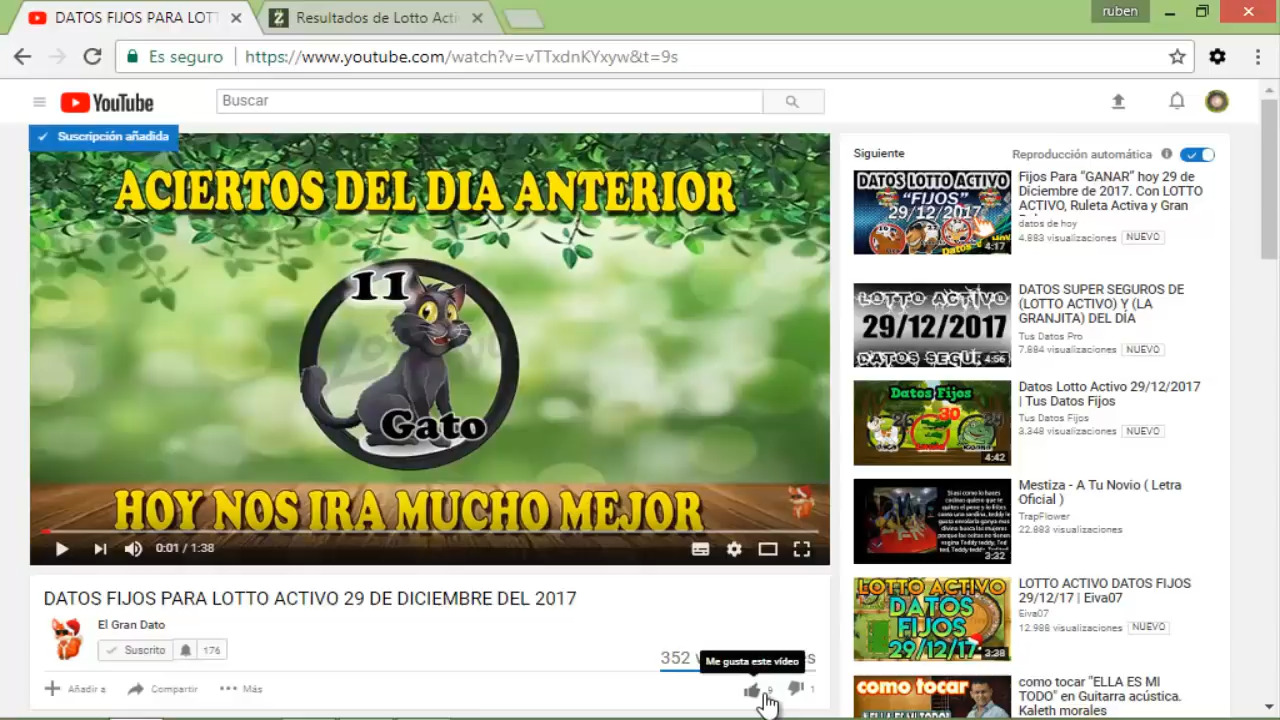 DATOS FIJOS PARA LOTT
Resultados de Lotto Acti
ruben
Es seguro
https://www.youtube.com/watch?v=vTTxdnKYxyw&t=9s
YouTube
Buscar
Suscripción añadida
ACIERTOS DEL DIA ANTERIOR
11
Gato
HOY NOS IRA MUCHO MEJOR
0:01 / 1:38
DATOS FIJOS PARA LOTTO ACTIVO 29 DE DICIEMBRE DEL 2017
El Gran Dato
Suscrito
176
352
Me gusta este vídeo
Añadir a
Compartir
Más
9
1
Siguiente
Reproducción automática
DATOS LOTTO ACTIVO
"FIJOS"
29/12/2017
4:17
Fijos Para "GANAR" hoy 29 de
Diciembre de 2017. Con LOTTO
ACTIVO, Ruleta Activa y Gran
datos de hoy
4.883 visualizaciones
NUEVO
LOTTO ACTIVO
29/12/2017
DATOS SEGU
4:56
DATOS SUPER SEGUROS DE
(LOTTO ACTIVO) Y (LA
GRANJITA) DEL DÍA
Tus Datos Pro
7.884 visualizaciones
NUEVO
Datos Fijos
30
4:42
Datos Lotto Activo 29/12/2017
| Tus Datos Fijos
Tus Datos Fijos
3.348 visualizaciones
NUEVO
3:32
Mestiza - A Tu Novio ( Letra
Oficial )
TrapFlower
22.883 visualizaciones
LOTTO ACTIVO
DATOS
FIJOS
29/12/17
3:38
LOTTO ACTIVO DATOS FIJOS
29/12/17 | Eiva07
Eiva07
12.988 visualizaciones
NUEVO
como tocar
como tocar "ELLA ES MI
TODO" en Guitarra acústica.
Kaleth morales